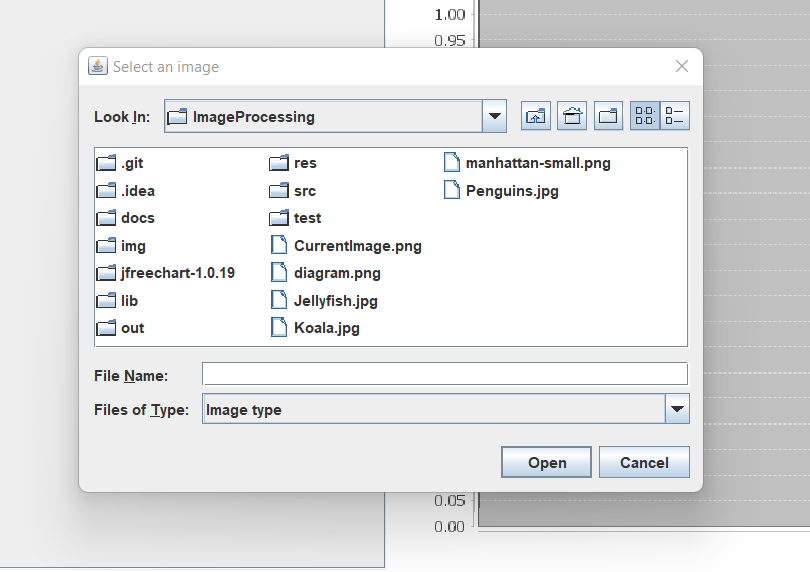 1.00
0.95
Select an image
Look In:
ImageProcessing
.git
.idea
docs
img
jfreechart-1.0.19
lib
out
res
src
test
CurrentImage.png
diagram.png
Jellyfish.jpg
Koala.jpg
manhattan-small.png
Penguins.jpg
File Name:
Files of Type:
Image type
Open
Cancel
0.05
0.00